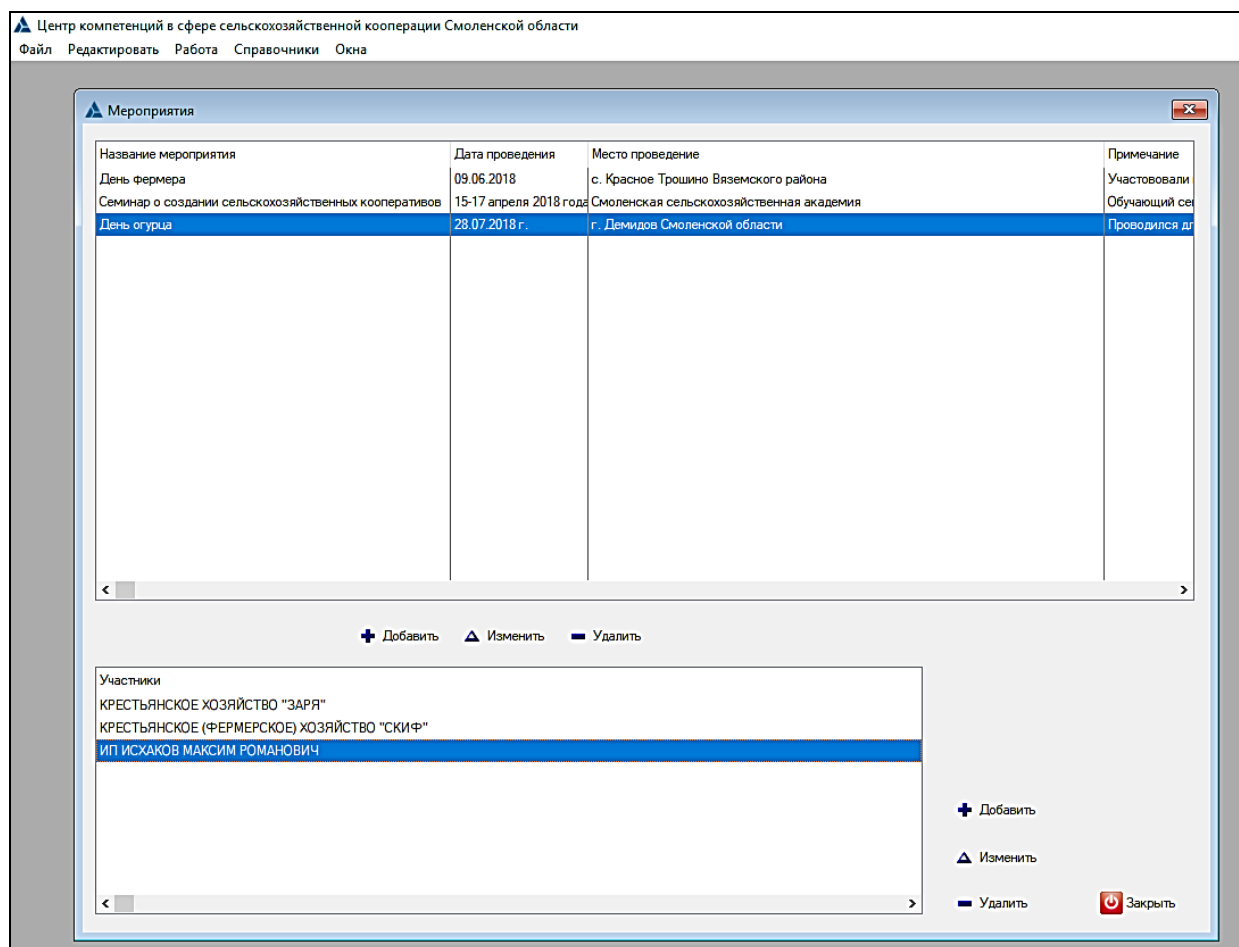 Центр компетенций в сфере сельскохозяйственной кооперации Смоленской области
Файл Редактировать Работа Справочники Окна
Мероприятия
Название мероприятия Дата проведения Место проведение Примечание
День фермера 09.06.2018 с. Красное Трошино Вяземского района Участвовали
Семинар о создании сельскохозяйственных кооперативов 15-17 апреля 2018 года Смоленская сельскохозяйственная академия Обучающий
День огурца 28.07.2018 г. г. Демидов Смоленской области Проводился
Добавить Изменить Удалить
Участники
КРЕСТЬЯНСКОЕ ХОЗЯЙСТВО "ЗАРЯ"
КРЕСТЬЯНСКОЕ (ФЕРМЕРСКОЕ) ХОЗЯЙСТВО "СКИФ"
ИП ИСХАКОВ МАКСИМ РОМАНОВИЧ
Добавить
Изменить
Удалить Закрыть